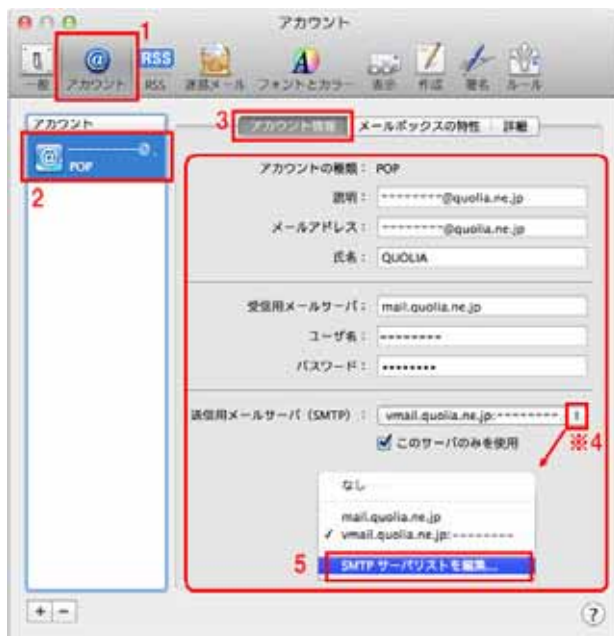 アカウント
1
一般 アカウント RSS 迷惑メール フォントとカラー 表示 作成 署名 ルール
RSS
アカウント
3 アカウント情報 メールボックスの特性 詳細
POP
2
アカウントの種類: POP
説明: --------@quolia.ne.jp
メールアドレス: --------@quolia.ne.jp
氏名: QUOLIA
受信用メールサーバ: mail.quolia.ne.jp
ユーザ名: --------
パスワード: ••••••••
送信用メールサーバ (SMTP) : vmail.quolia.ne.jp:--------
このサーバのみを使用
※4
なし
mail.quolia.ne.jp
✓ vmail.quolia.ne.jp:--------
5 SMTP サーバリストを編集...
+ − ?